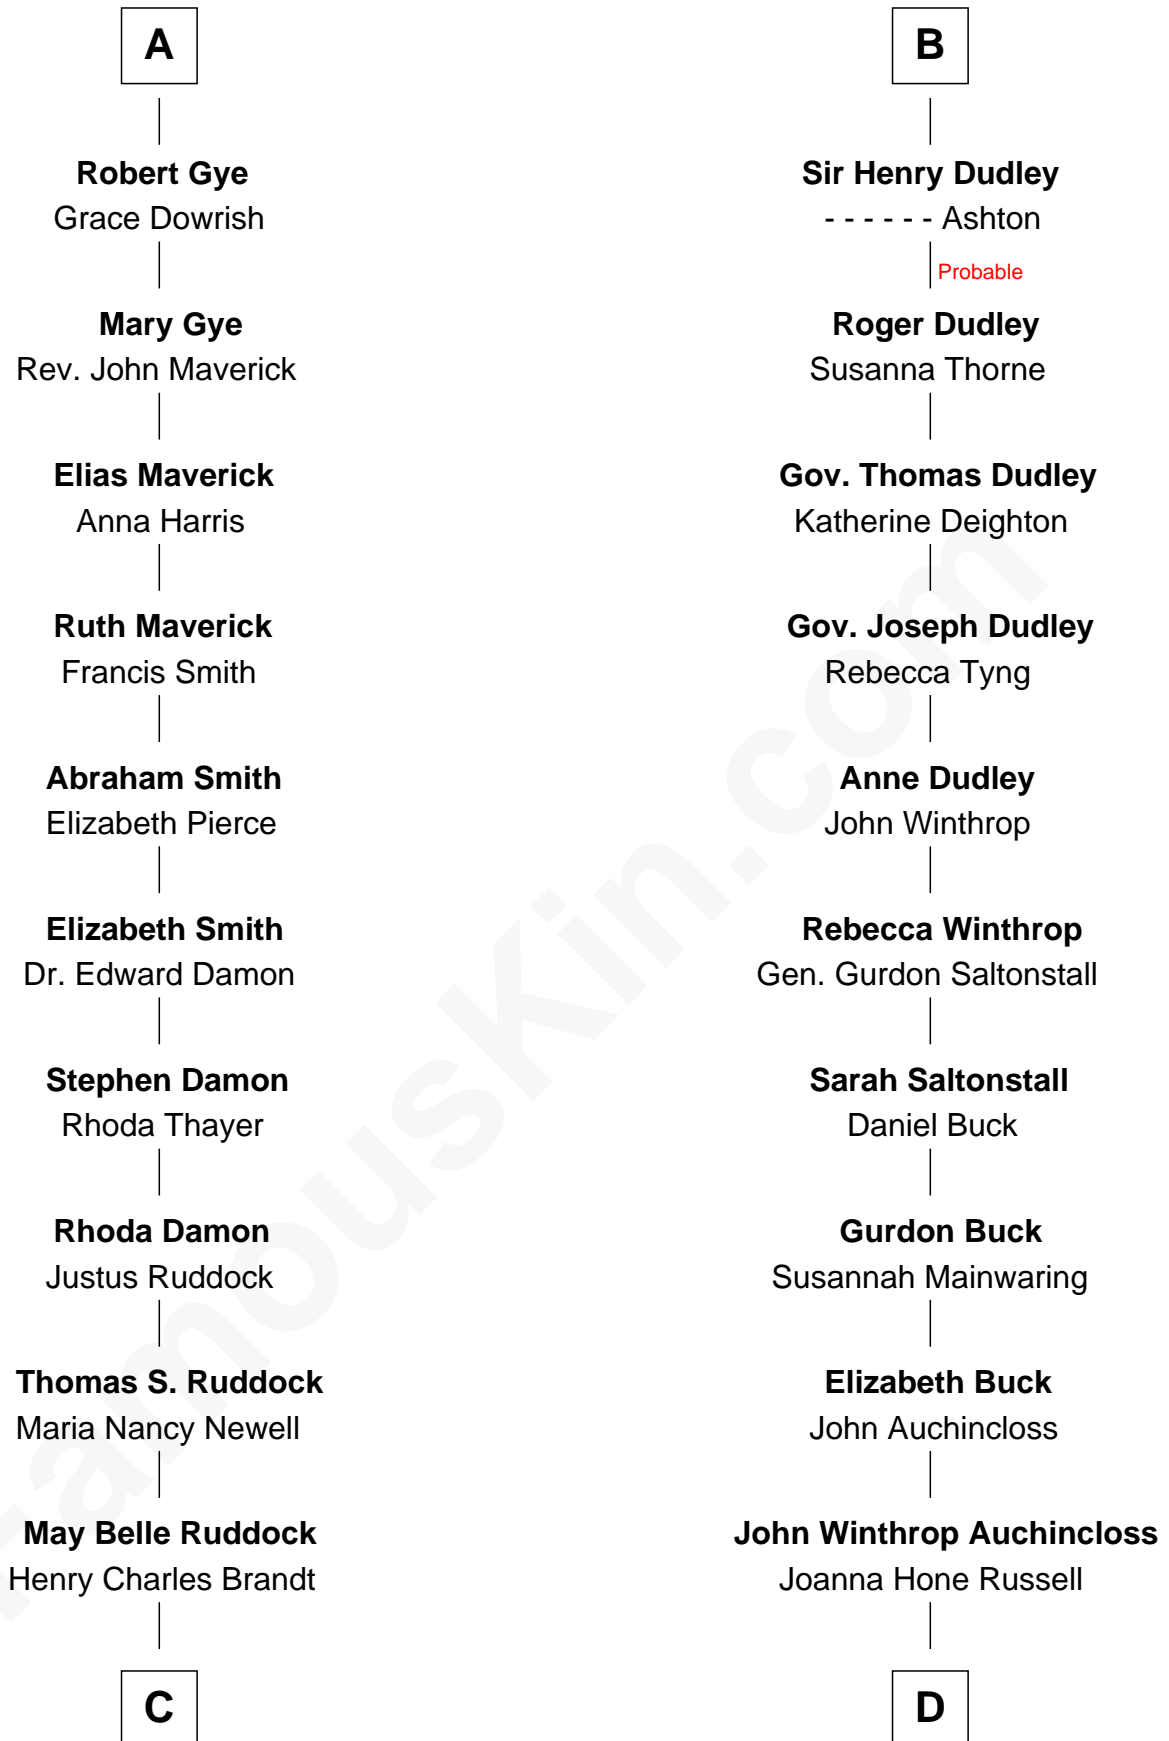 A
Robert Gye
Grace Dowrish
Mary Gye
Rev. John Maverick
Elias Maverick
Anna Harris
Ruth Maverick
Francis Smith
Abraham Smith
Elizabeth Pierce
Elizabeth Smith
Dr. Edward Damon
Stephen Damon
Rhoda Thayer
Rhoda Damon
Justus Ruddock
Thomas S. Ruddock
Maria Nancy Newell
May Belle Ruddock
Henry Charles Brandt
C
B
Sir Henry Dudley
- - - - - - Ashton
Probable
Roger Dudley
Susanna Thorne
Gov. Thomas Dudley
Katherine Deighton
Gov. Joseph Dudley
Rebecca Tyng
Anne Dudley
John Winthrop
Rebecca Winthrop
Gen. Gurdon Saltonstall
Sarah Saltonstall
Daniel Buck
Gurdon Buck
Susannah Mainwaring
Elizabeth Buck
John Auchincloss
John Winthrop Auchincloss
Joanna Hone Russell
D
FamousKin.com